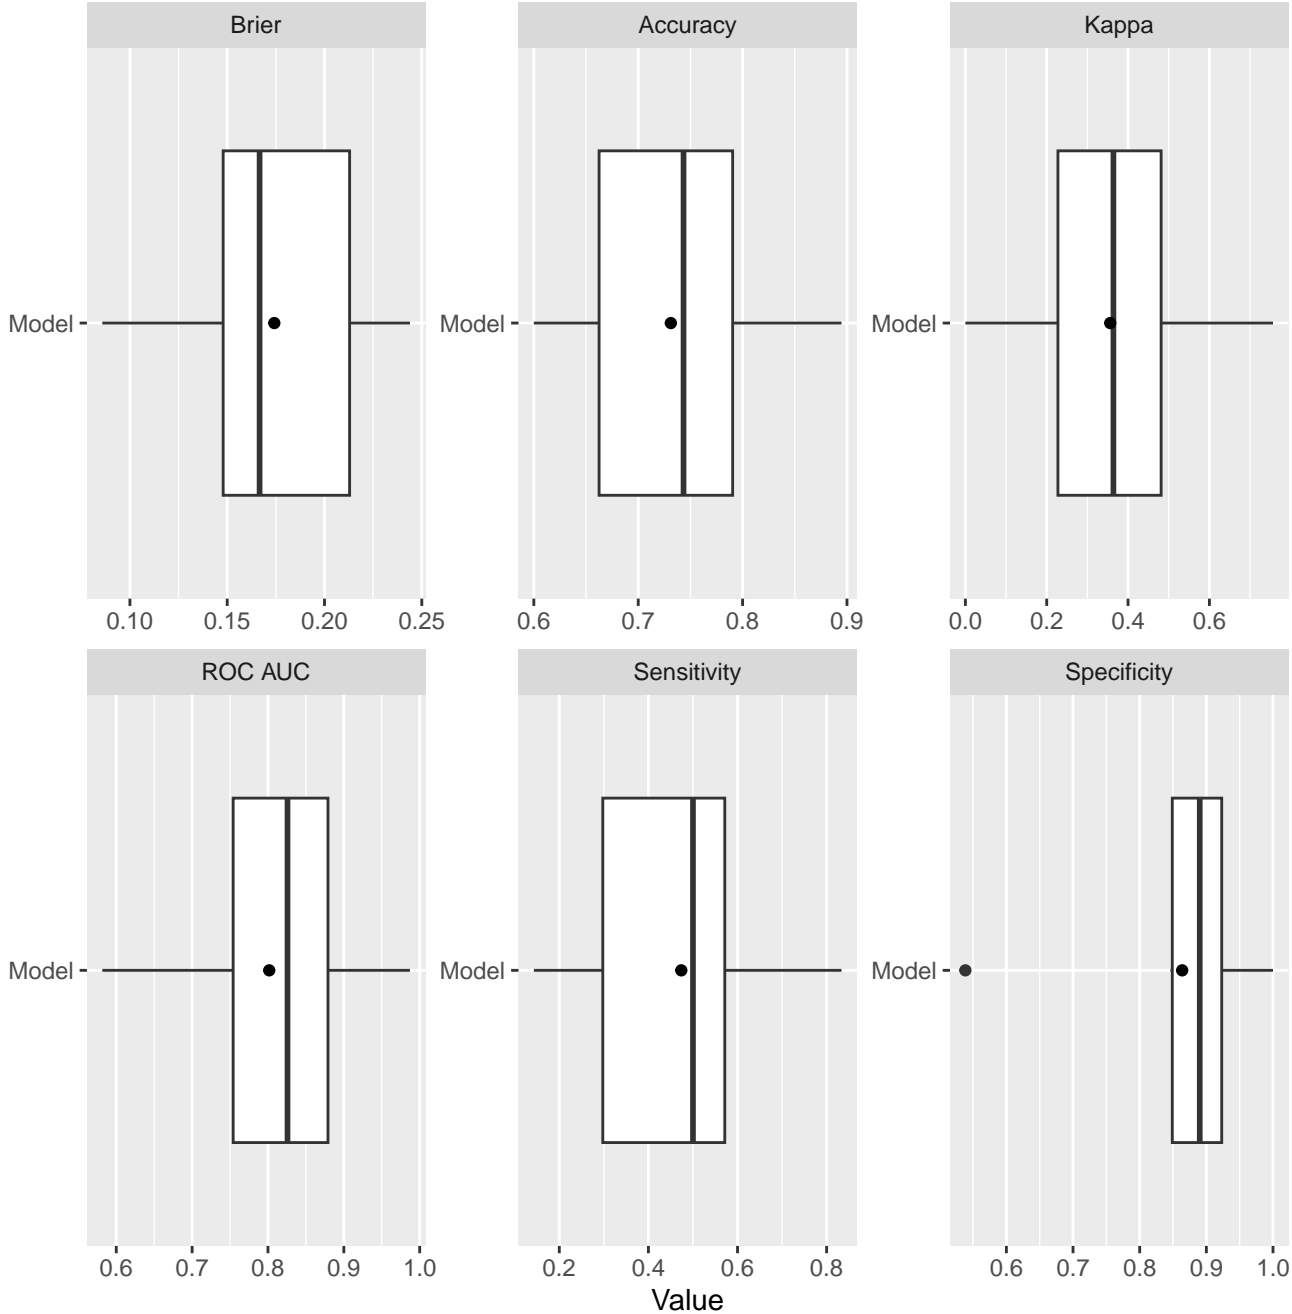 Brier Accuracy Kappa
Model Model Model
0.10 0.15 0.20 0.25 0.6 0.7 0.8 0.9 0.0 0.2 0.4 0.6
ROC AUC Sensitivity Specificity
Model Model Model
0.6 0.7 0.8 0.9 1.0 0.2 0.4 0.6 0.8 0.6 0.7 0.8 0.9 1.0
Value